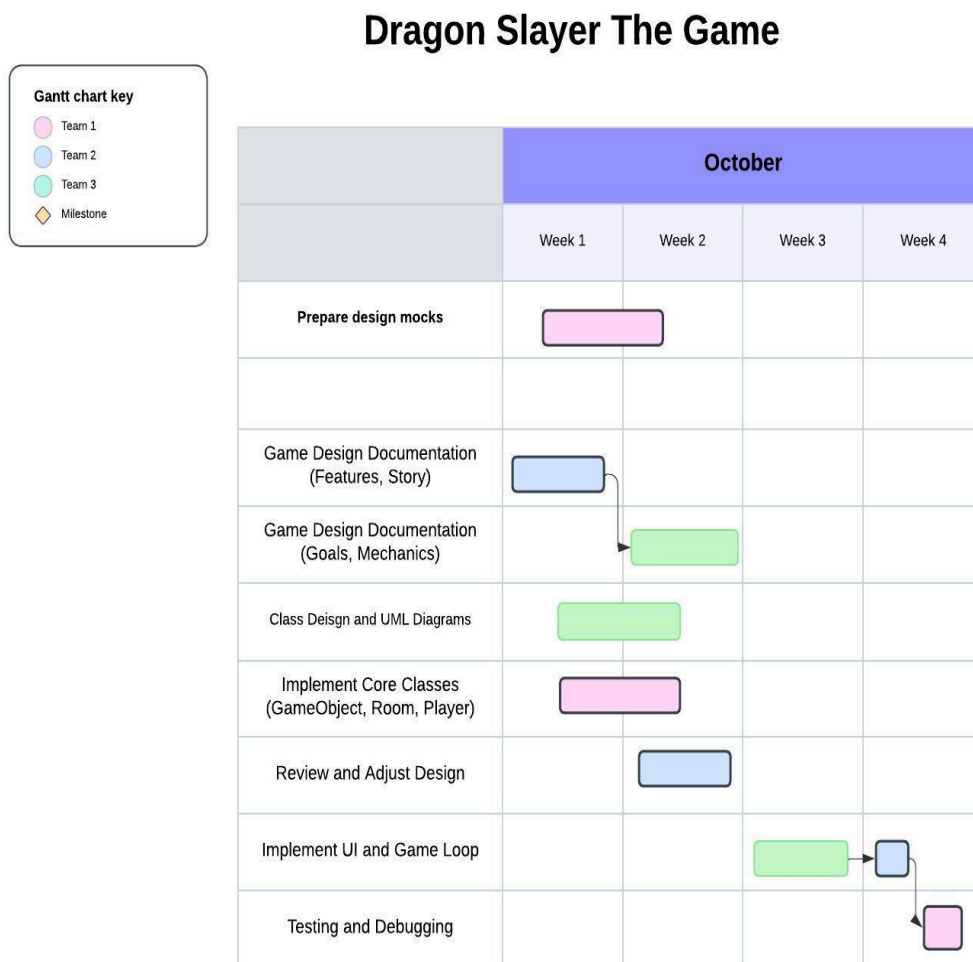 Dragon Slayer The Game
Gantt chart key
Team 1
Team 2
Team 3
Milestone
October
Week 1
Week 2
Week 3
Week 4
Prepare design mocks
Game Design Documentation
(Features, Story)
Game Design Documentation
(Goals, Mechanics)
Class Deisgn and UML Diagrams
Implement Core Classes
(GameObject, Room, Player)
Review and Adjust Design
Implement UI and Game Loop
Testing and Debugging